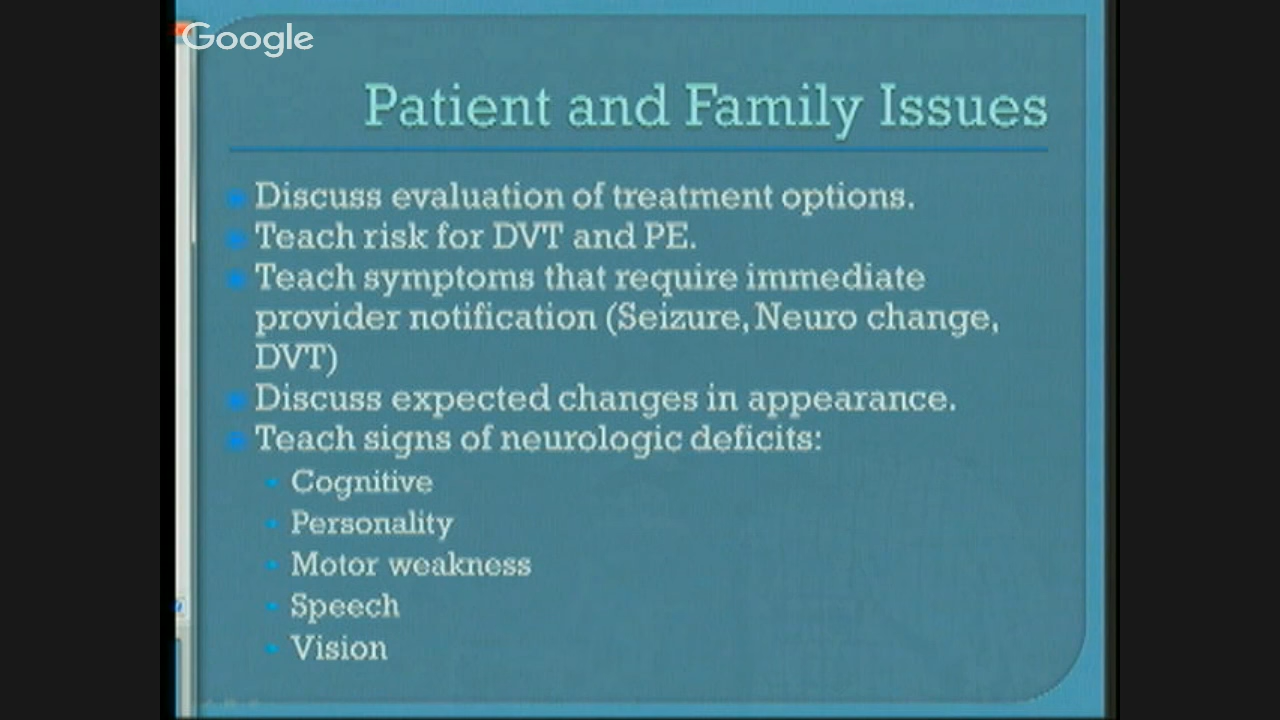 Google
Patient and Family Issues
Discuss evaluation of treatment options.
Teach risk for DVT and PE.
Teach symptoms that require immediate
provider notification (Seizure, Neuro change,
DVT)
Discuss expected changes in appearance.
Teach signs of neurologic deficits:
Cognitive
Personality
Motor weakness
Speech
Vision